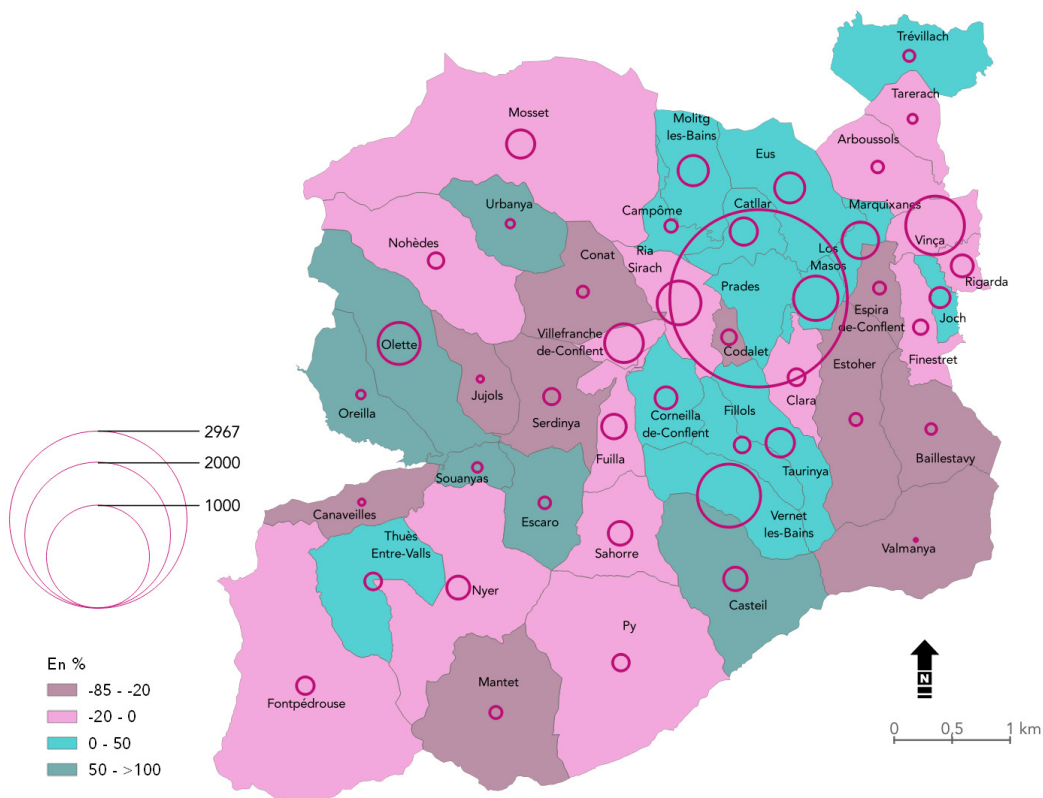 Trévillach
Tarerach
Arboussols
Mosset
Molitg
les-Bains
Eus
Urbanya
Campôme
Catllar
Marquixanes
Vinça
Nohèdes
Conat
Ria
Sirach
Los
Masos
Rigarda
Prades
Espira
de-Conflent
Joch
Villefranche
de-Conflent
Olette
Codalet
Finestret
Estoher
Jujols
Clara
Oreilla
Serdinya
Corneilla
de-Conflent
Fillols
Fuilla
Taurinya
Baillestavy
Souanyas
Canaveilles
Escaro
Vernet
les-Bains
Thuès
Entre-Valls
Sahorre
Valmanya
Nyer
Casteil
Py
Fontpédrouse
Mantet
2967
2000
1000
En %
-85 - -20
-20 - 0
0 - 50
50 - >100
N
0 0,5 1 km